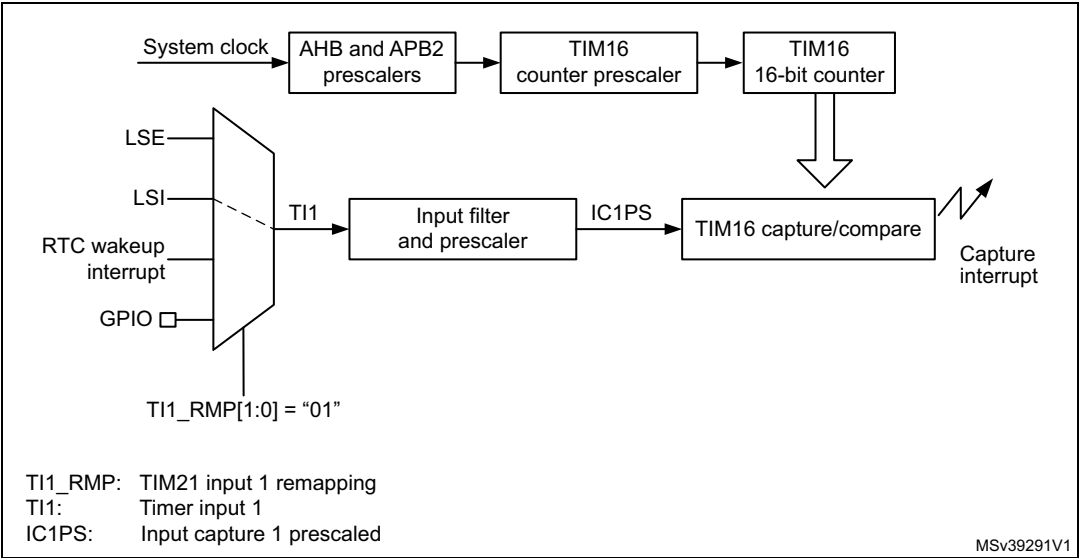 System clock
AHB and APB2
prescalers
TIM16
counter prescaler
TIM16
16-bit counter
LSE
LSI
RTC wakeup
interrupt
GPIO
TI1
Input filter
and prescaler
IC1PS
TIM16 capture/compare
Capture
interrupt
TI1_RMP[1:0] = “01”
TI1_RMP: TIM21 input 1 remapping
TI1: Timer input 1
IC1PS: Input capture 1 prescaled
MSv39291V1